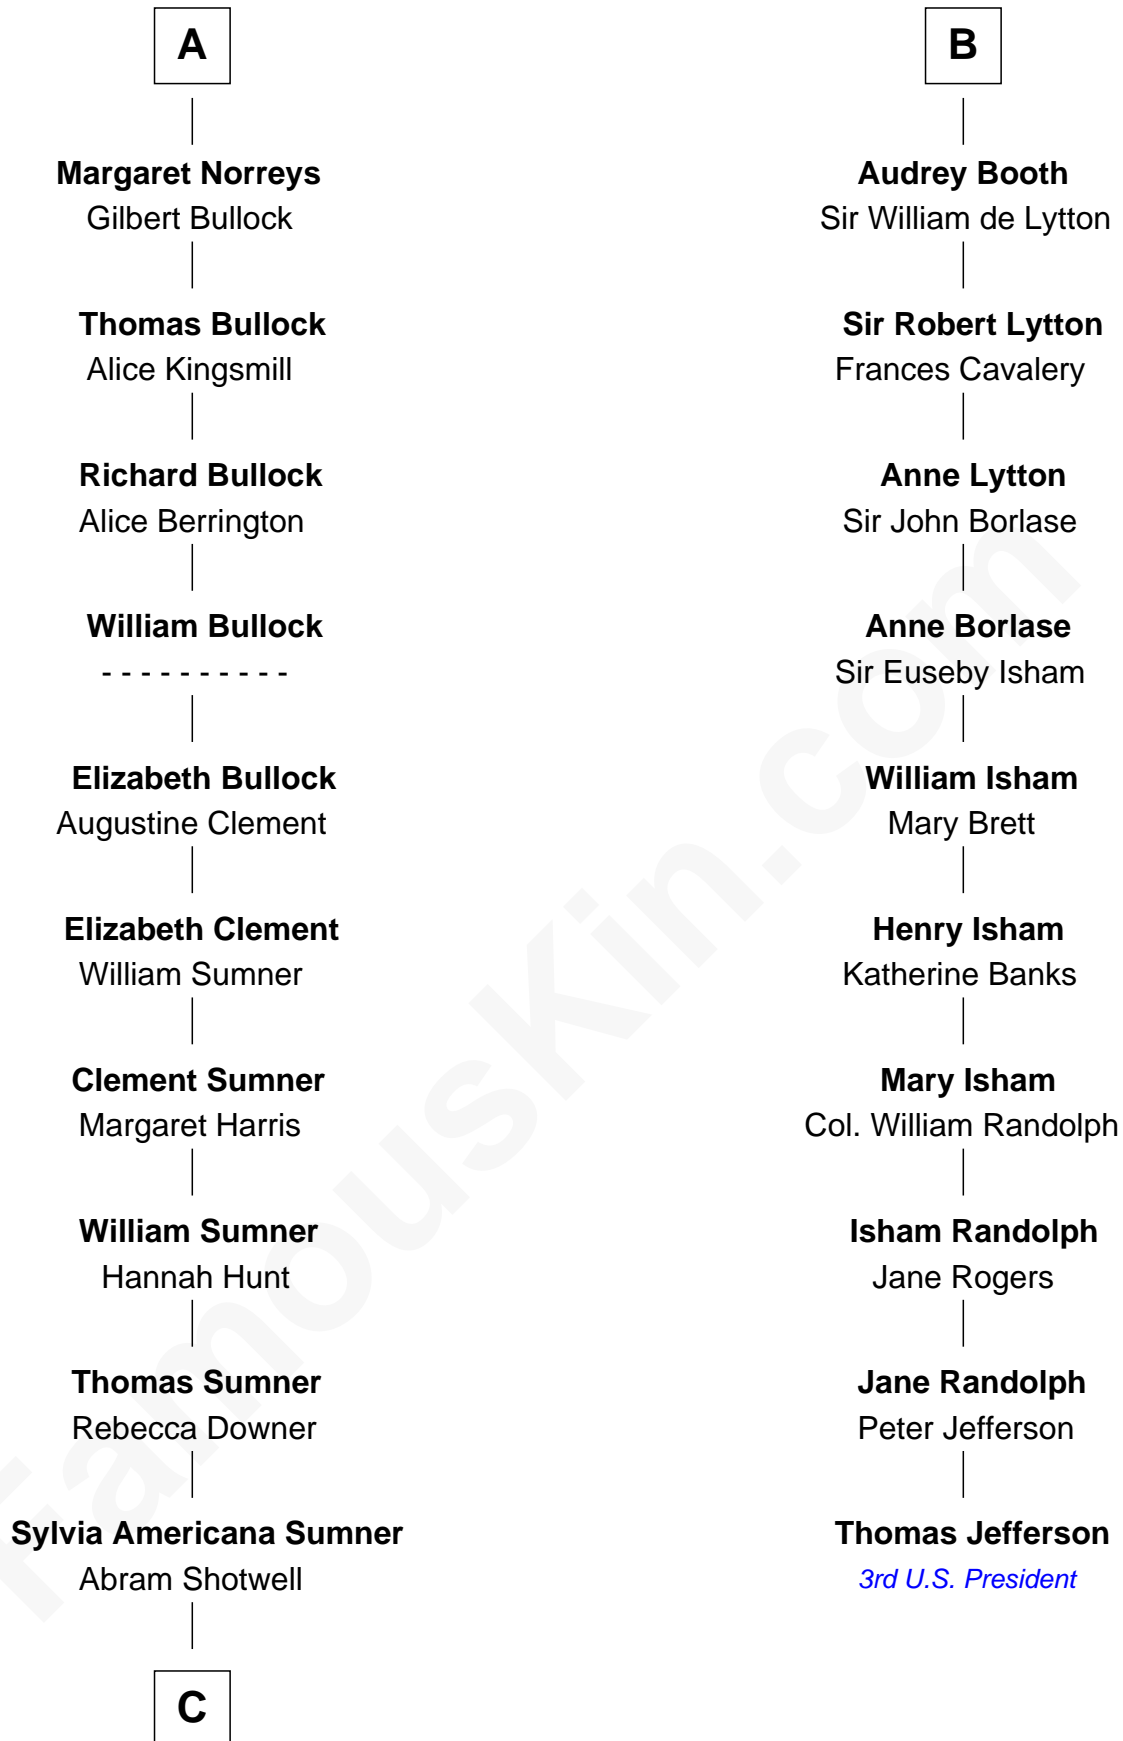 A
Margaret Norreys
Gilbert Bullock
Thomas Bullock
Alice Kingsmill
Richard Bullock
Alice Berrington
William Bullock
- - - - - - - - - -
Elizabeth Bullock
Augustine Clement
Elizabeth Clement
William Sumner
Clement Sumner
Margaret Harris
William Sumner
Hannah Hunt
Thomas Sumner
Rebecca Downer
Sylvia Americana Sumner
Abram Shotwell
C
B
Audrey Booth
Sir William de Lytton
Sir Robert Lytton
Frances Cavalery
Anne Lytton
Sir John Borlase
Anne Borlase
Sir Euseby Isham
William Isham
Mary Brett
Henry Isham
Katherine Banks
Mary Isham
Col. William Randolph
Isham Randolph
Jane Rogers
Jane Randolph
Peter Jefferson
Thomas Jefferson
3rd U.S. President
FamousKin.com